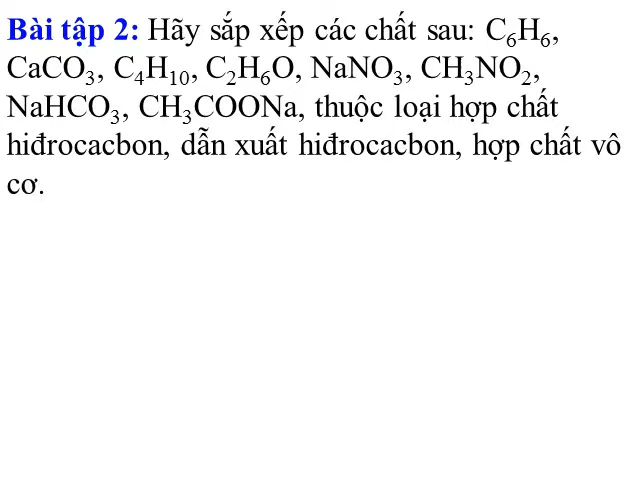 Bài tập 2: Hãy sắp xếp các chất sau: C₆H₆,
CaCO₃, C₄H₁₀, C₂H₆O, NaNO₃, CH₃NO₂,
NaHCO₃, CH₃COONa, thuộc loại hợp chất
hiđrocacbon, dẫn xuất hiđrocacbon, hợp chất vô
cơ.